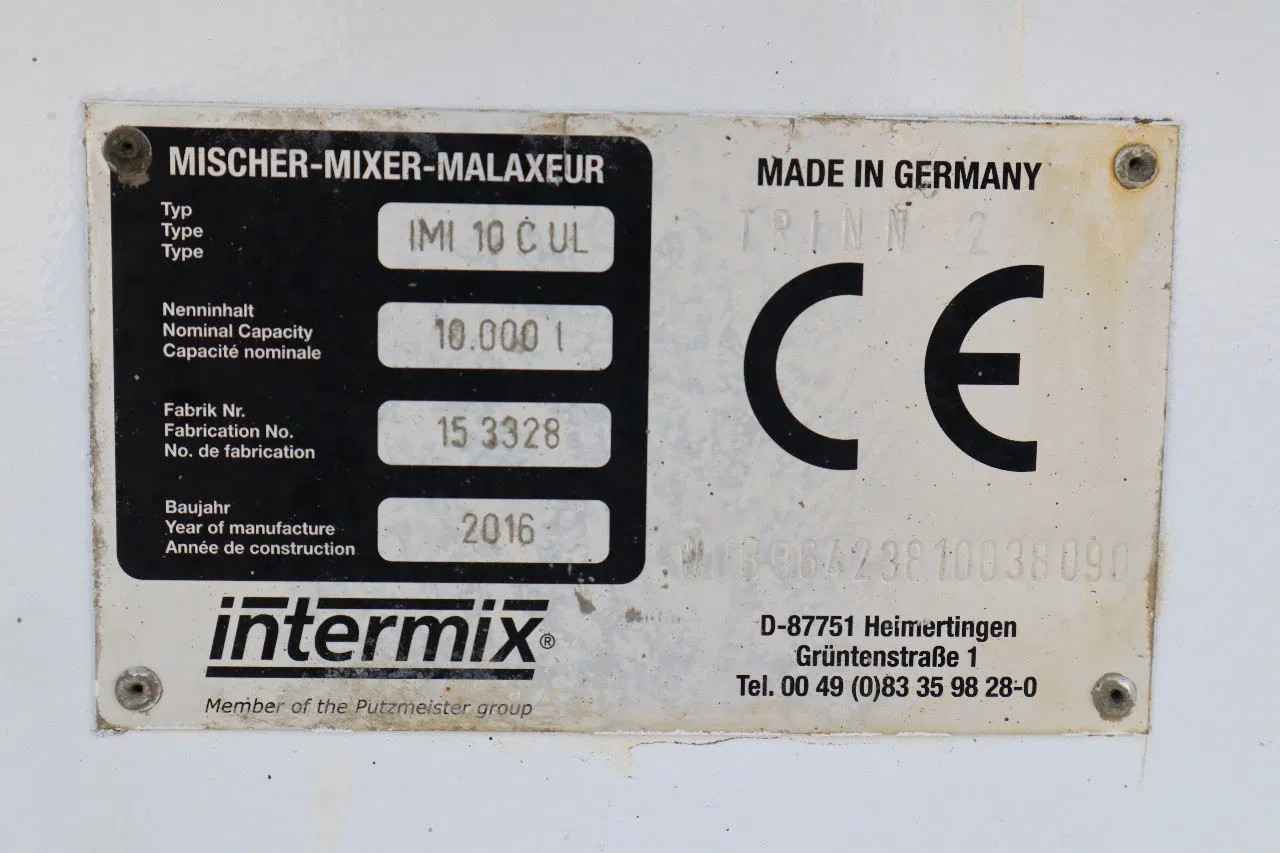 MISCHER-MIXER-MALAXEUR
Typ
Type
Type
IMI 10 C UL
Nenninhalt
Nominal Capacity
Capacité nominale
10.000 l
Fabrik Nr.
Fabrication No.
No. de fabrication
15 3328
Baujahr
Year of manufacture
Année de construction
2016
intermix®
Member of the Putzmeister group
MADE IN GERMANY
CE
D-87751 Heimertingen
Grüntenstraße 1
Tel. 00 49 (0)83 35 98 28-0